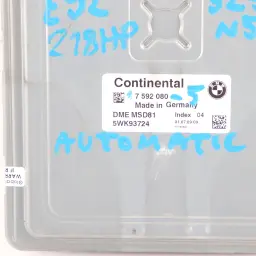 E92
218HP
N5
Continental
7 592 080 -5
Made in Germany
DME MSD81 Index 04
5WK93724
AUTOMATIC